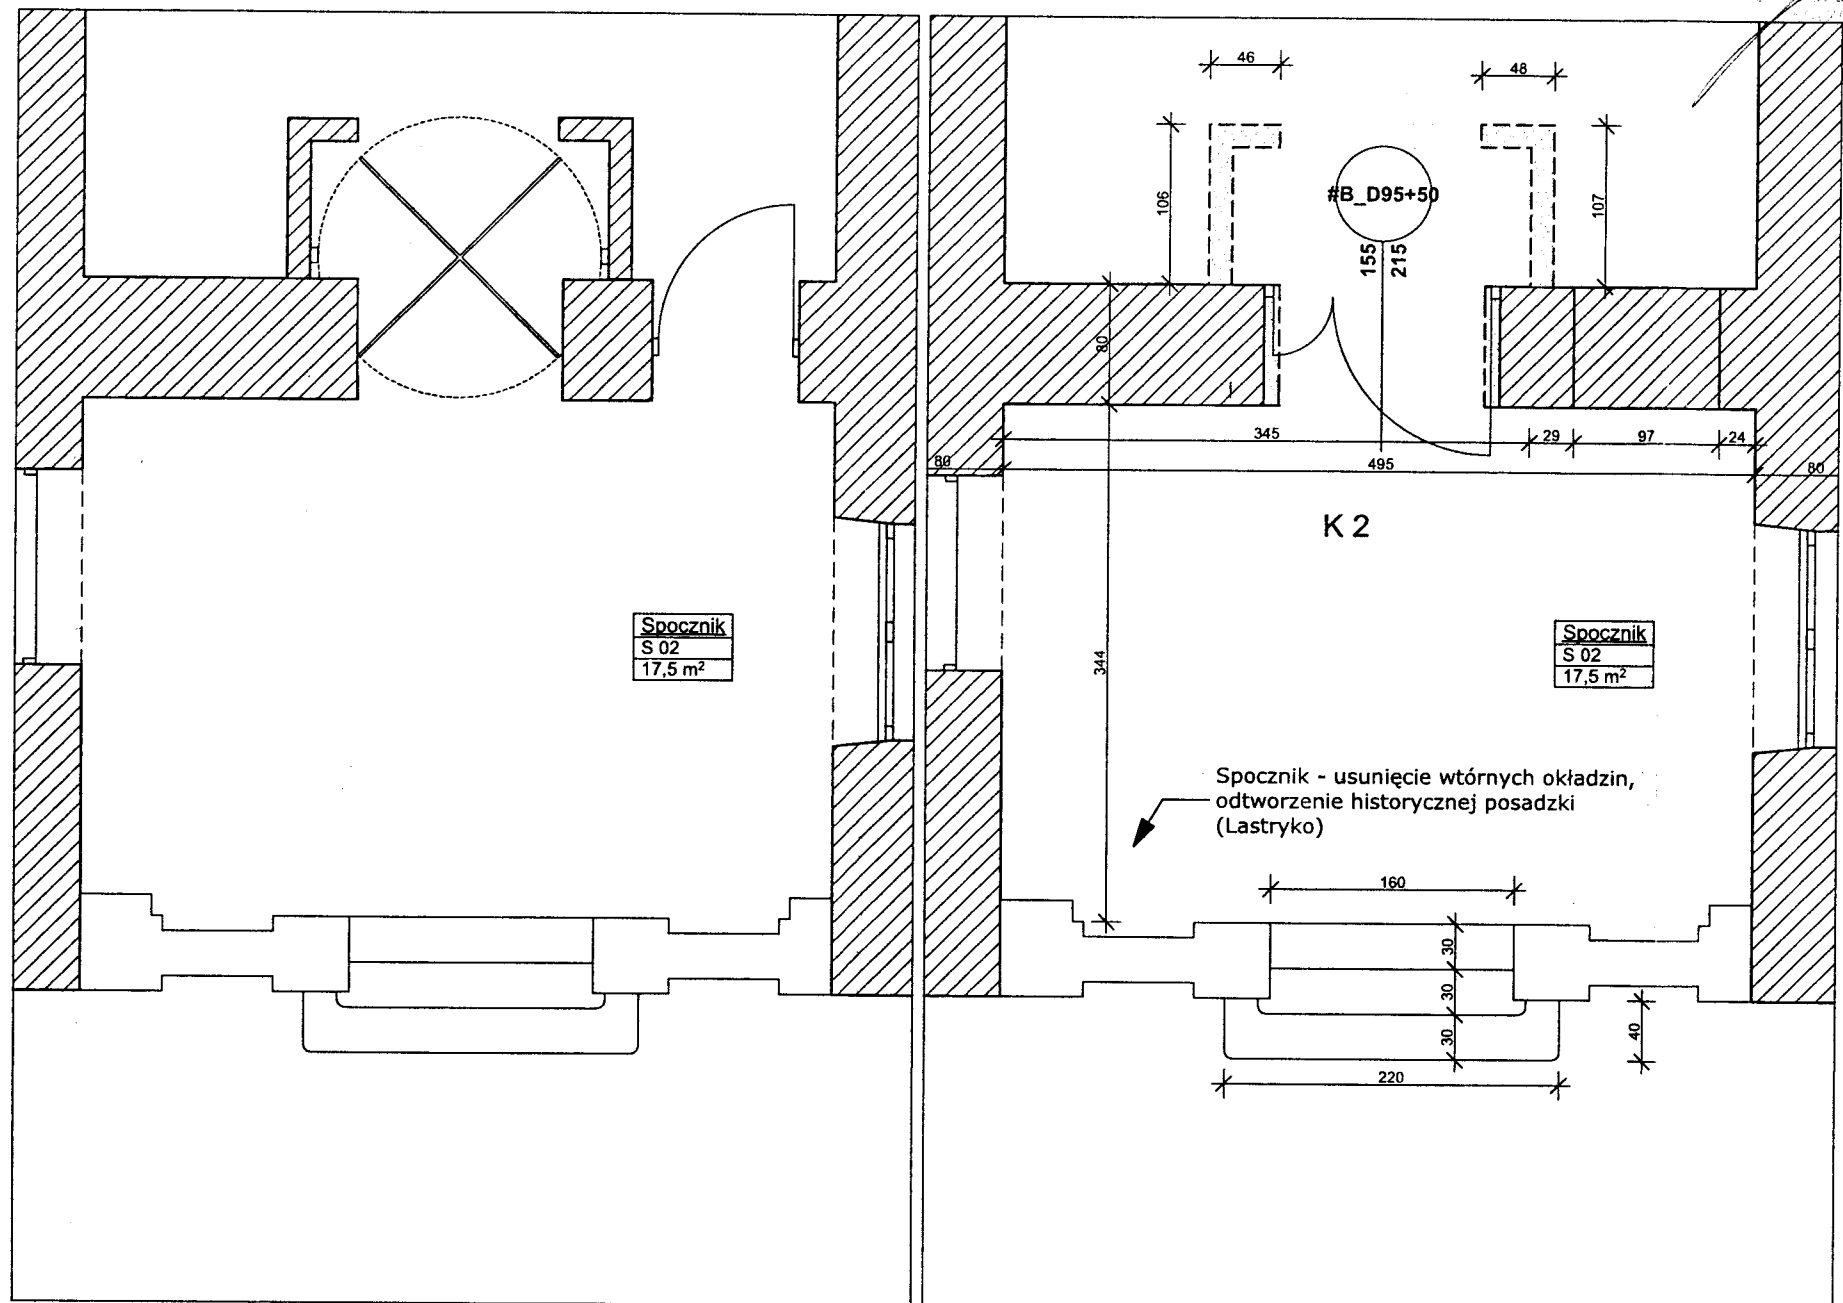 Spocznik
S 02
17,5 m²
46
48
106
#B_D95+50
107
155
215
80
345
29
97
24
80
495
80
K 2
344
Spocznik
S 02
17,5 m²
Spocznik - usunięcie wtórnych okładzin,
odtworzenie historycznej posadzki
(Lastryko)
160
30
30
30
40
220